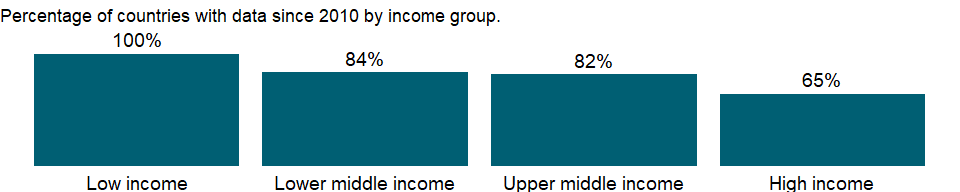 Percentage of countries with data since 2010 by income group.
100%
84%
82%
65%
Low income
Lower middle income
Upper middle income
High income